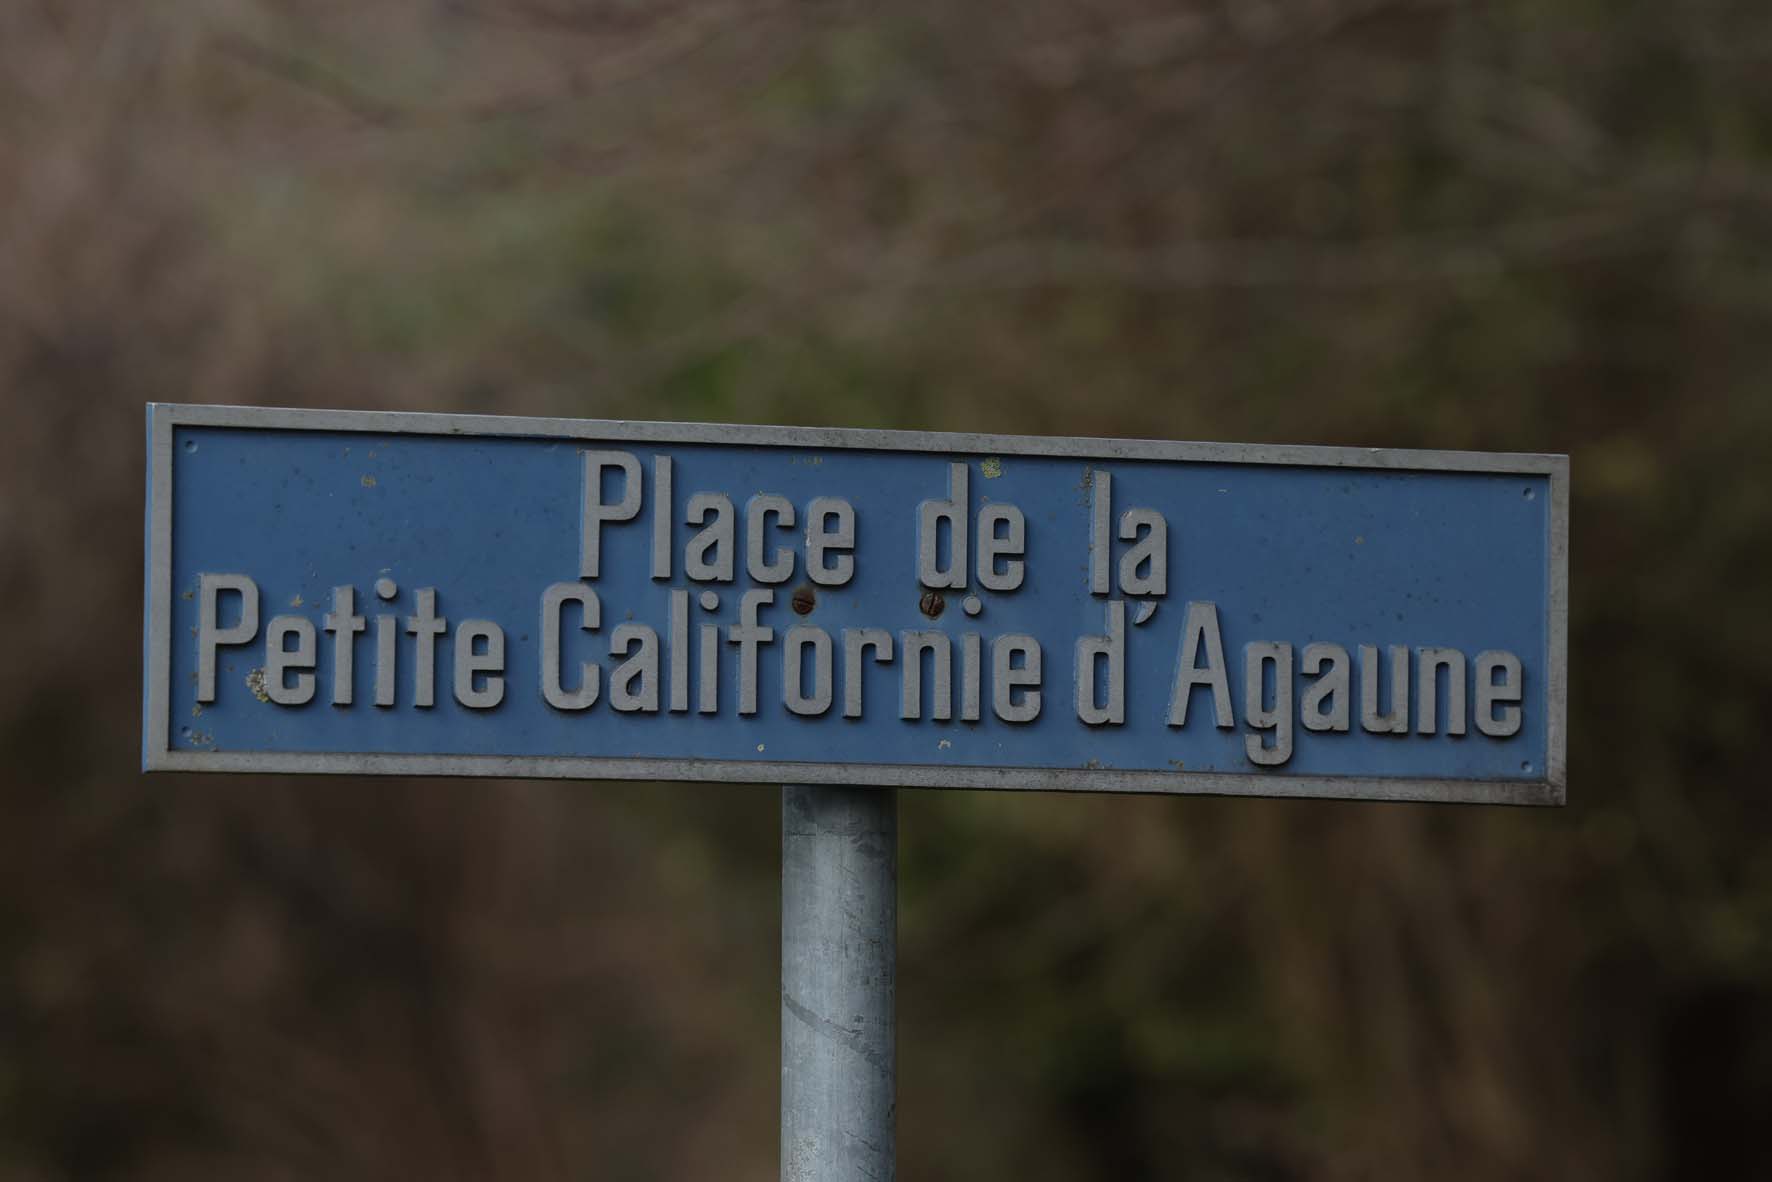 Place de la
Petite Californie d'Agaune